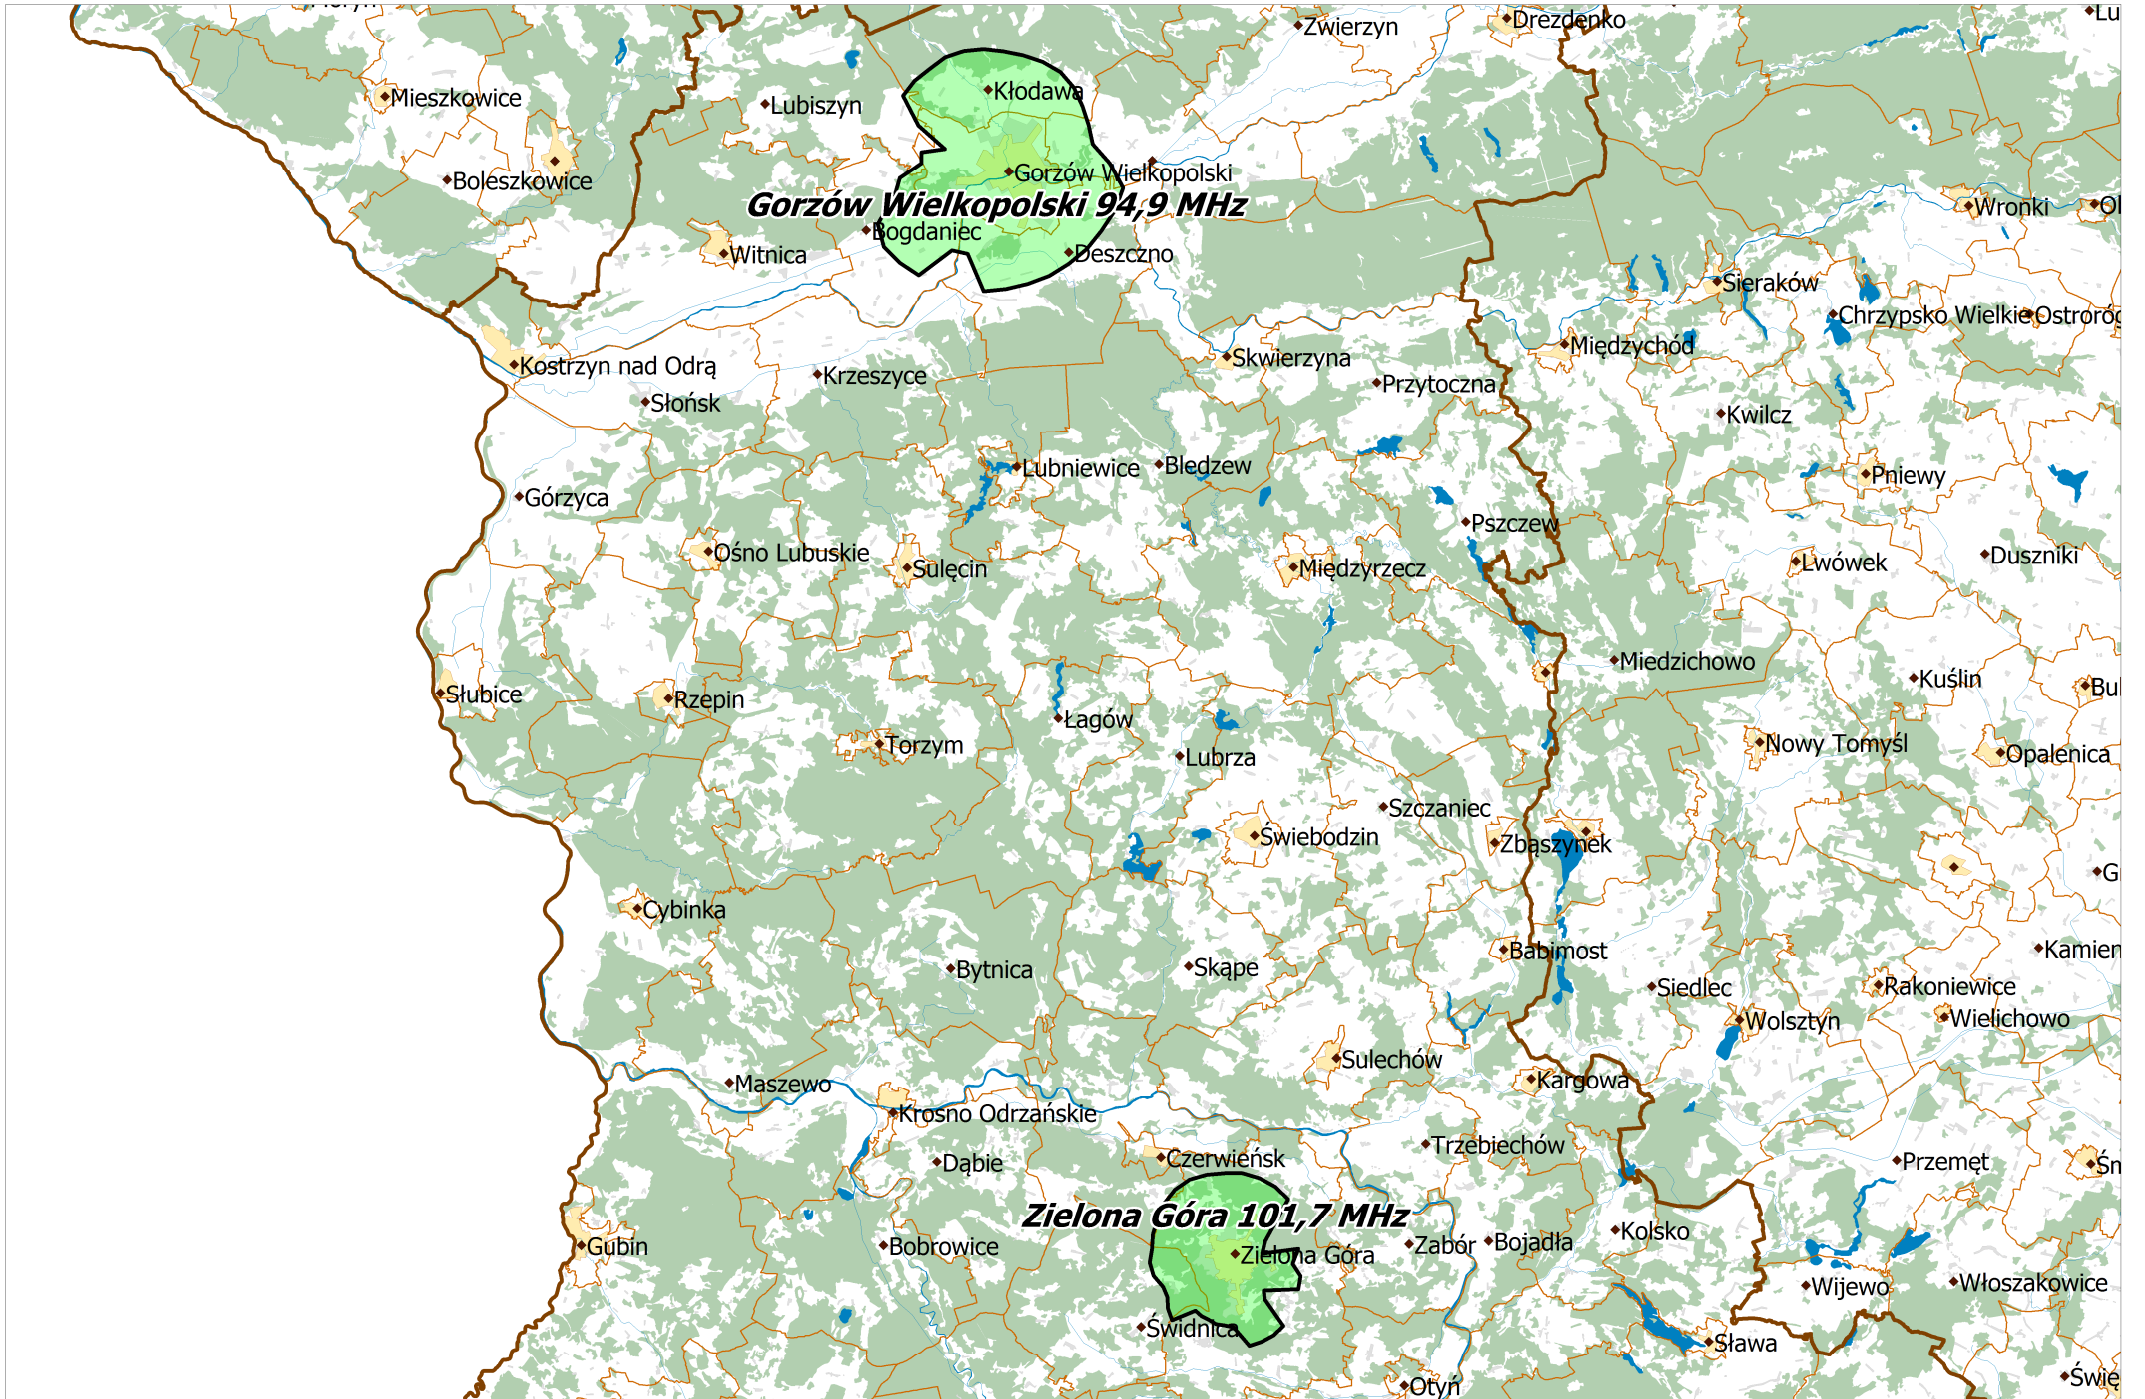 Drezdenko
Zwierzyn
Mieszkowice
Kłodawa
Lubiszyn
Gorzów Wielkopolski
Boleszkowice
Gorzów Wielkopolski 94,9 MHz
Wronki
Bogdaniec
Deszczno
Witnica
Sieraków
Chrzypsko Wielkie
Ostroróg
Międzychód
Skwierzyna
Kostrzyn nad Odrą
Krzeszyce
Przytoczna
Słońsk
Kwilcz
Bledzew
Lubniewice
Pniewy
Górzyca
Pszczew
Ośno Lubuskie
Duszniki
Lwówek
Sulęcin
Międzyrzecz
Miedzichowo
Kuślin
Słubice
Rzepin
Łagów
Nowy Tomyśl
Torzym
Opalenica
Lubrza
Szczaniec
Świebodzin
Zbąszynek
Cybinka
Babimost
Kamien
Skąpe
Bytnica
Rakoniewice
Siedlec
Wielichowo
Wolsztyn
Sulechów
Kargowa
Maszewo
Krosno Odrzańskie
Trzebiechów
Czerwieńsk
Przemęt
Dąbie
Zielona Góra 101,7 MHz
Kolsko
Bojadła
Zabór
Gubin
Bobrowice
Zielona Góra
Włoszakowice
Wijewo
Świdnica
Sława
Świę
Otyń